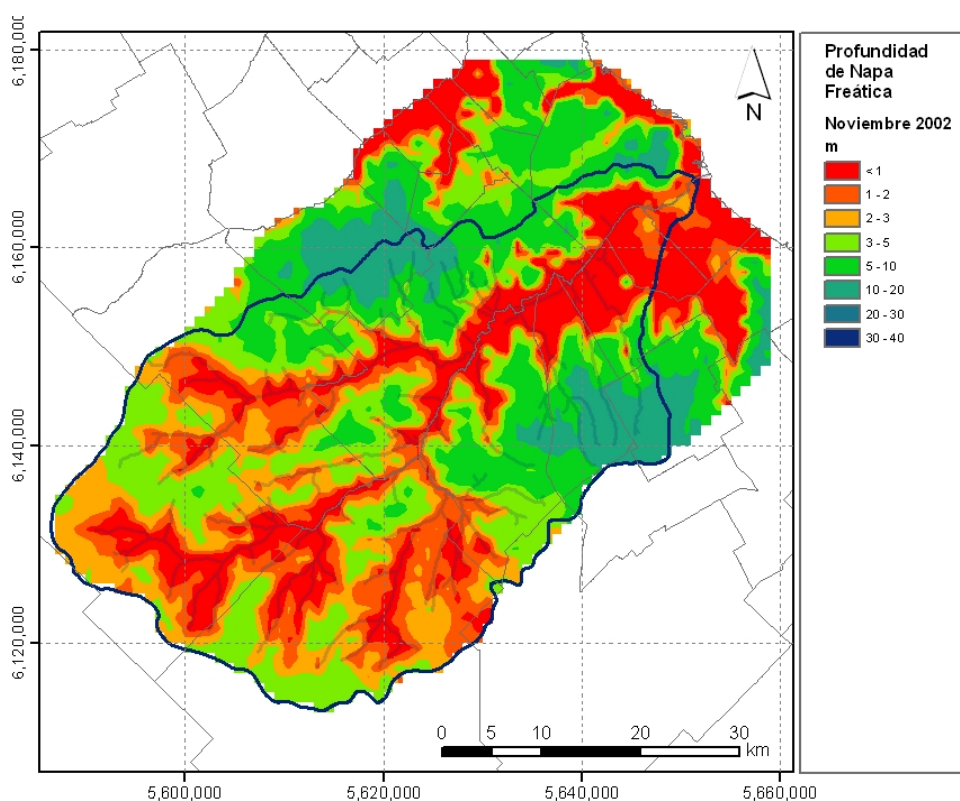 6,180,000
6,160,000
6,140,000
6,120,000
5,600,000
5,620,000
5,640,000
5,660,000
N
0 5 10 20 30
km
Profundidad
de Napa
Freática
Noviembre 2002
m
< 1
1 - 2
2 - 3
3 - 5
5 - 10
10 - 20
20 - 30
30 - 40